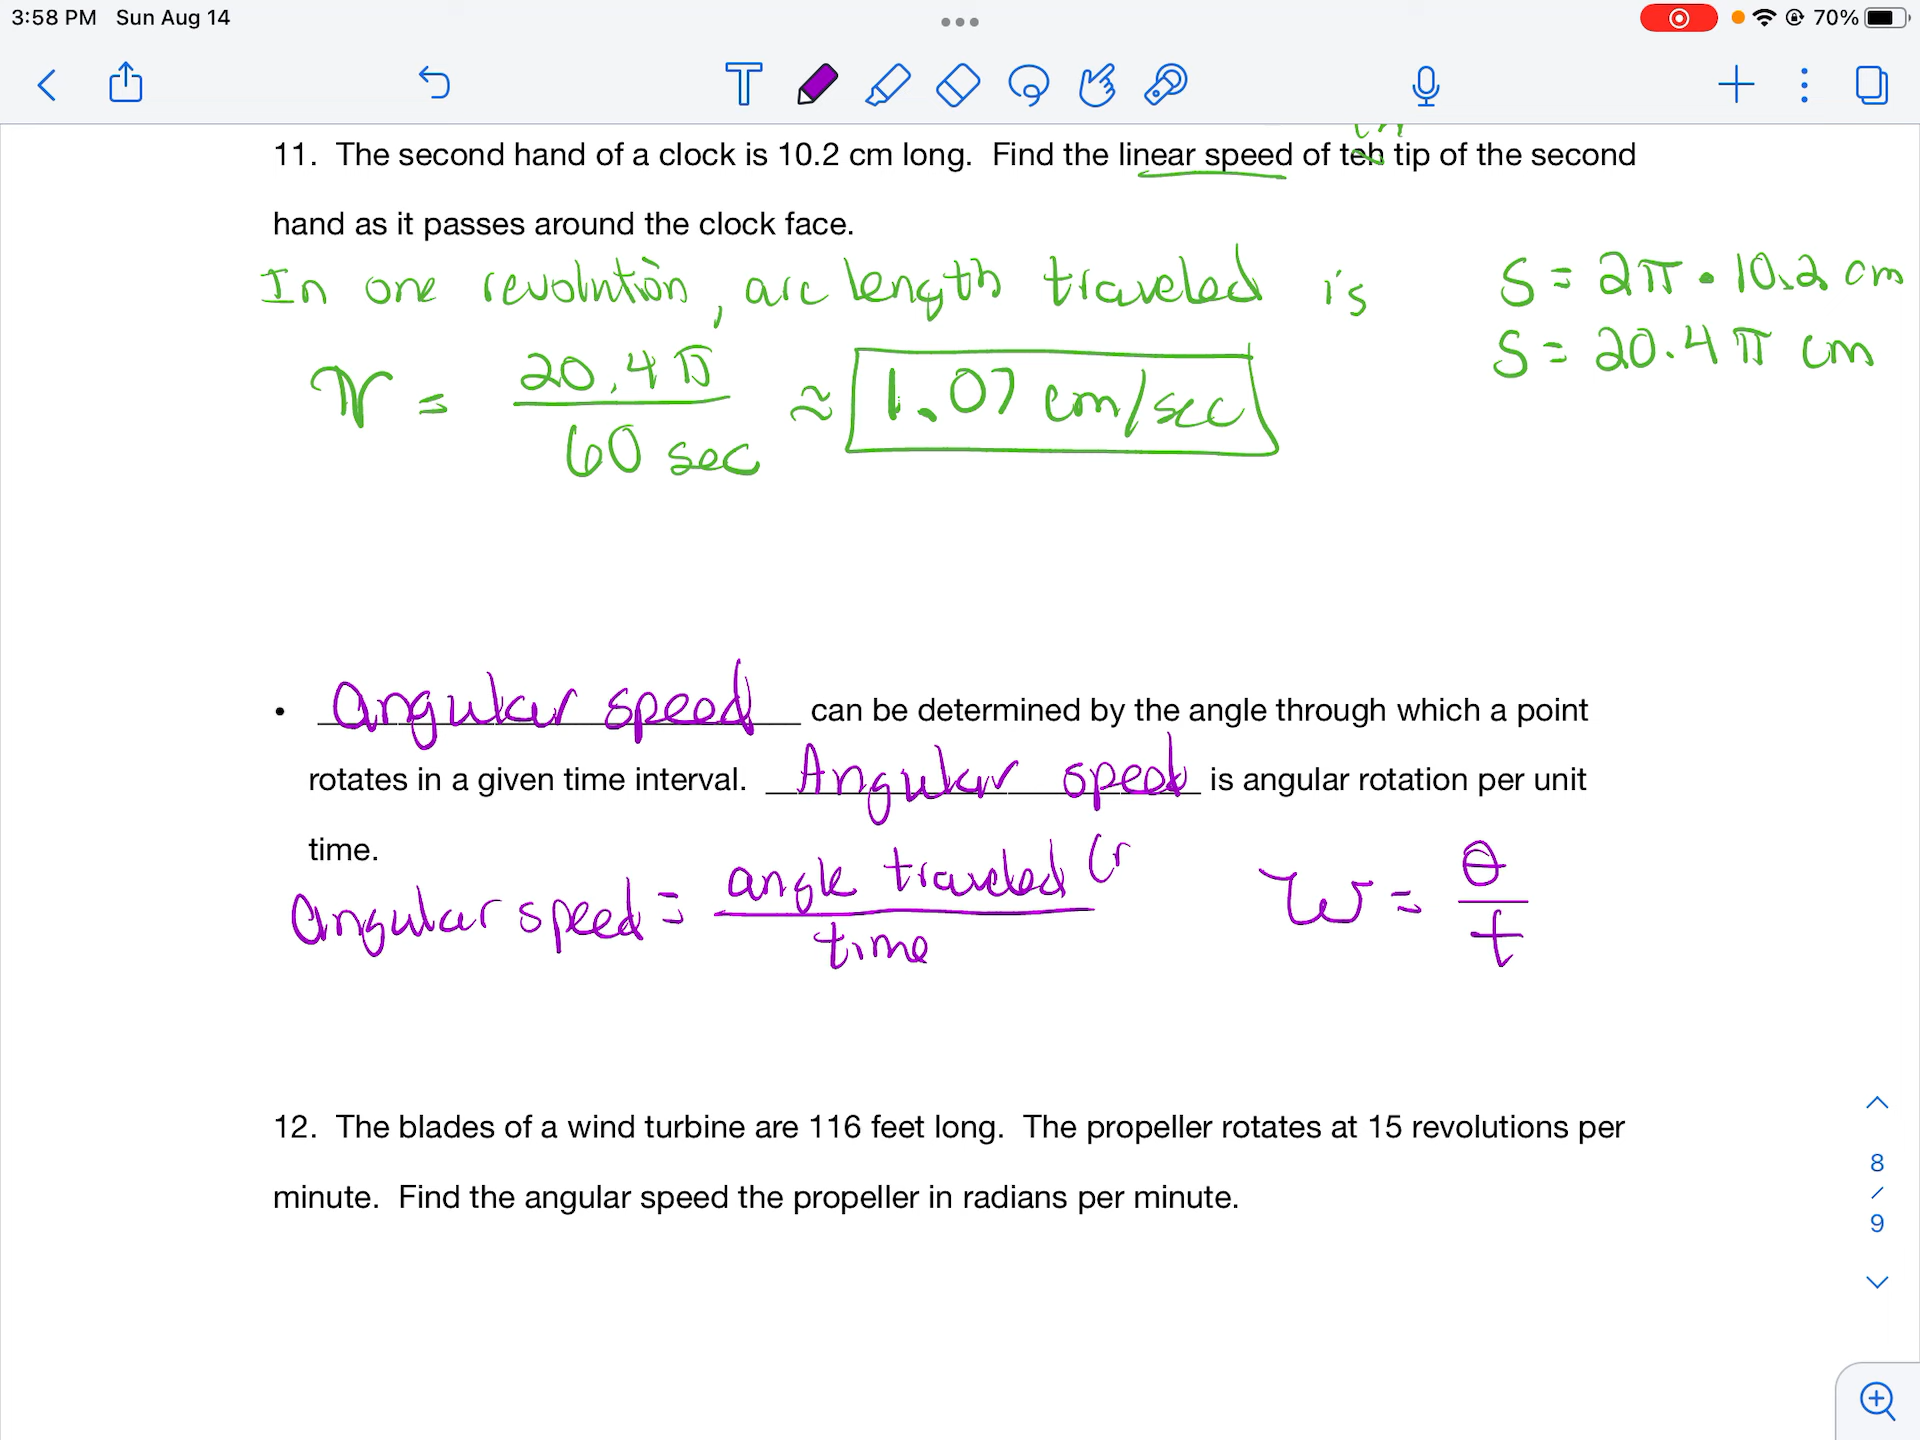 3:58 PM Sun Aug 14
70%
T
11. The second hand of a clock is 10.2 cm long. Find the linear speed of teh tip of the second
hand as it passes around the clock face.
In one revolution, arc length traveled is
S = 2π • 10.2 cm
S = 20.4π cm
v = 20.4π / 60 sec ≈ 1.07 cm/sec
• angular speed can be determined by the angle through which a point
rotates in a given time interval. Angular speed is angular rotation per unit
time.
angular speed = angle traveled (r / time
ω = θ / t
12. The blades of a wind turbine are 116 feet long. The propeller rotates at 15 revolutions per
minute. Find the angular speed the propeller in radians per minute.
8
/
9